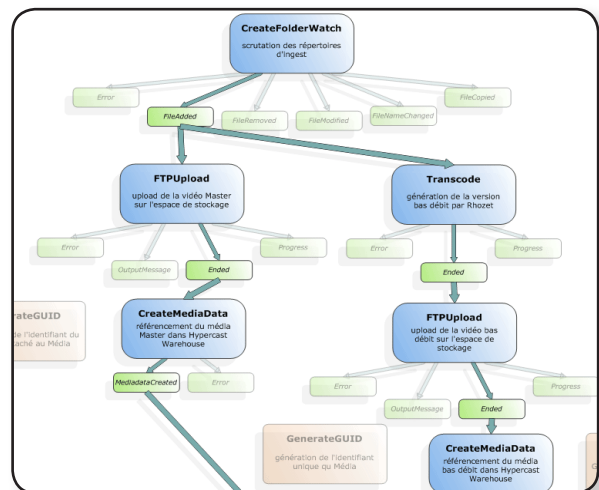 CreateFolderWatch
scrutation des répertoires
d'ingest
Error
FileAdded
FileRemoved
FileModified
FileNameChanged
FileCopied
FTPUpload
upload de la vidéo Master
sur l'espace de stockage
Transcode
génération de la version
bas débit par Rhozet
Error
OutputMessage
Ended
Progress
Error
Ended
Progress
rateGUID
de l'identifiant du
aché au Média
CreateMediaData
référencement du média
Master dans Hypercast
Warehouse
FTPUpload
upload de la vidéo bas
débit sur l'espace de
stockage
MediadataCreated
Error
Error
OutputMessage
Ended
Progress
GenerateGUID
génération de l'identifiant
unique qu Média
CreateMediaData
référencement du média
bas débit dans Hypercast
Warehouse